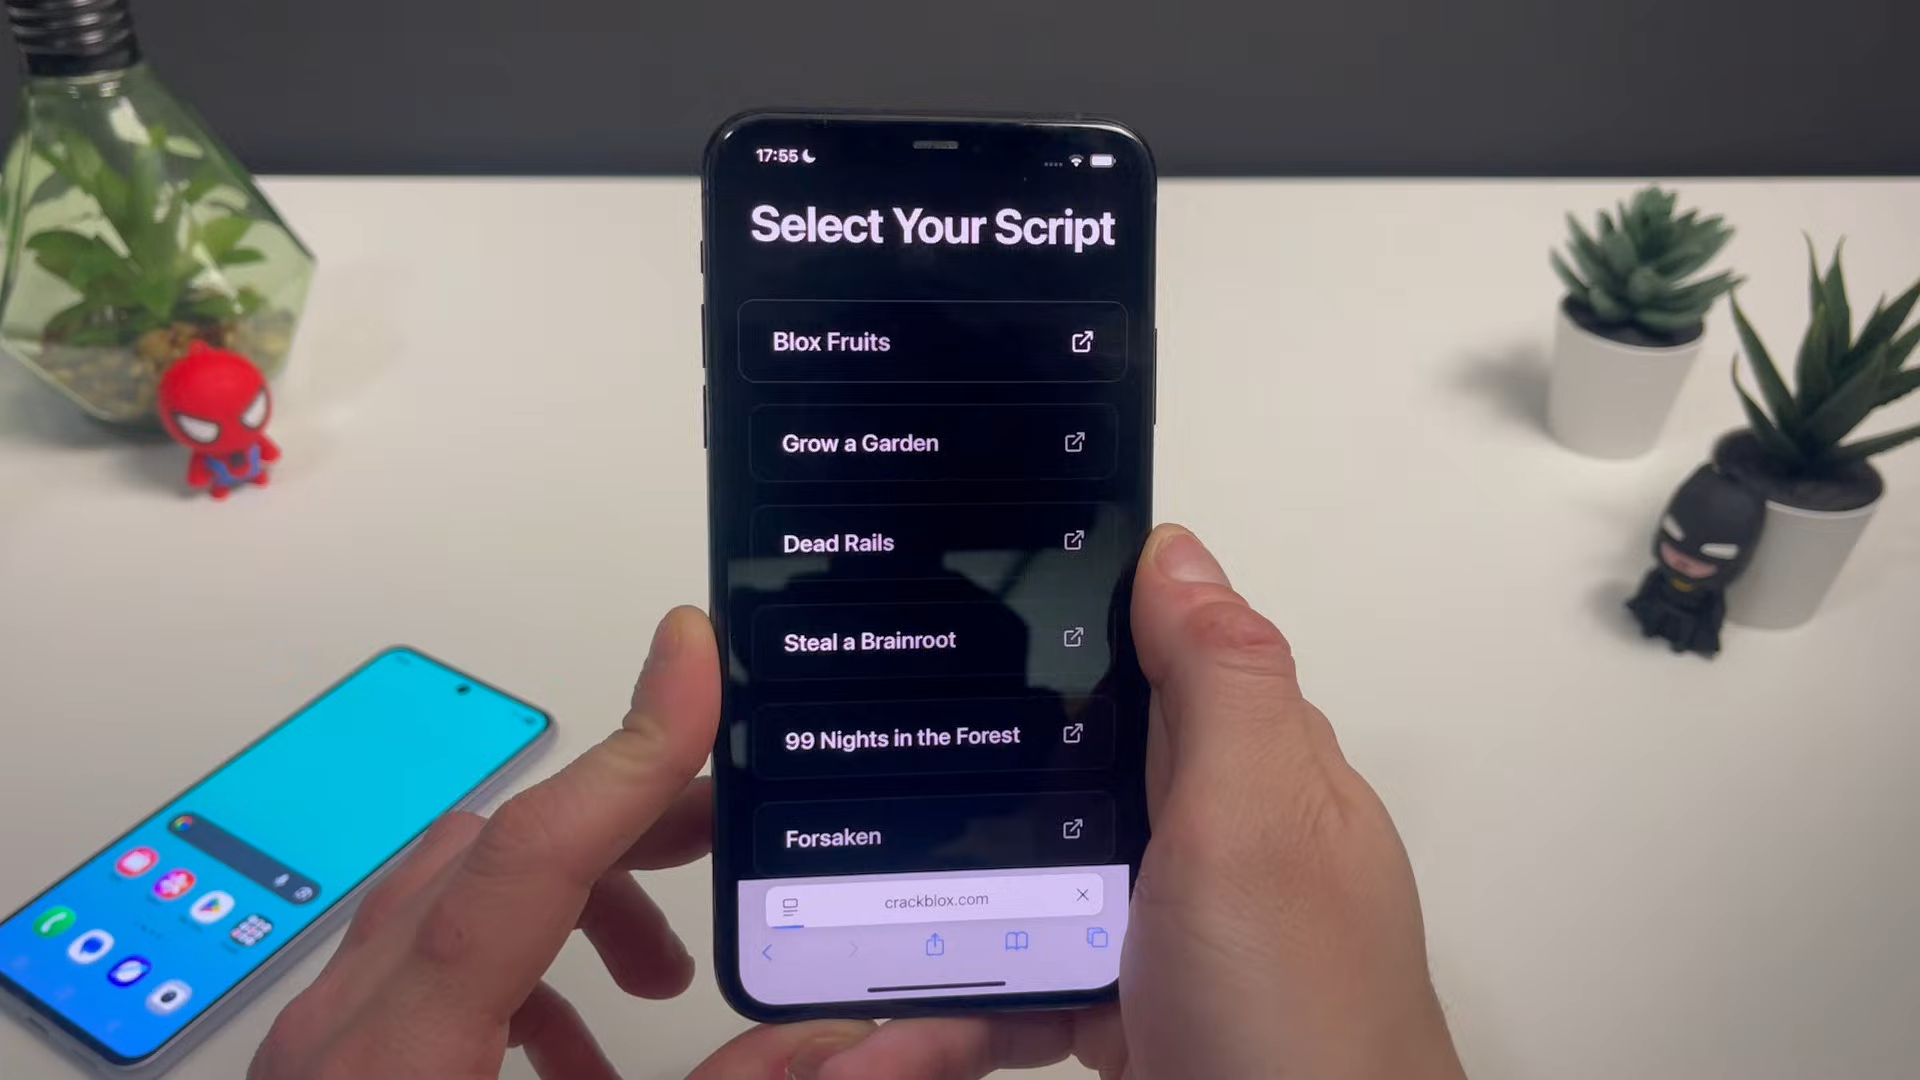 17:55
Select Your Script
Blox Fruits
Grow a Garden
Dead Rails
Steal a Brainroot
99 Nights in the Forest
Forsaken
crackblox.com